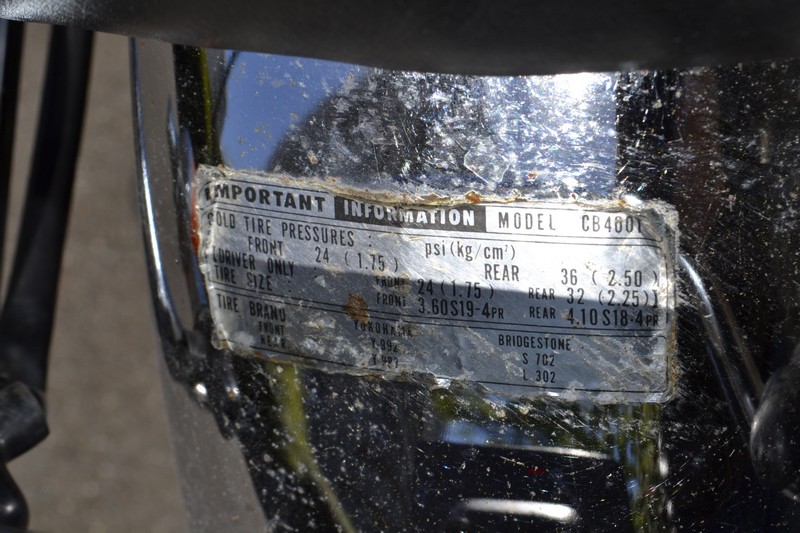 IMPORTANT INFORMATION MODEL CB400T
COLD TIRE PRESSURES : psi (kg/cm²)
FRONT 24 (1.75) REAR 36 (2.50)
[DRIVER ONLY : FRONT 24 (1.75) REAR 32 (2.25)]
TIRE SIZE : FRONT 3.60S19-4PR REAR 4.10S18-4PR
TIRE BRAND YOKOHAMA BRIDGESTONE
FRONT Y-992 S 702
REAR L 302